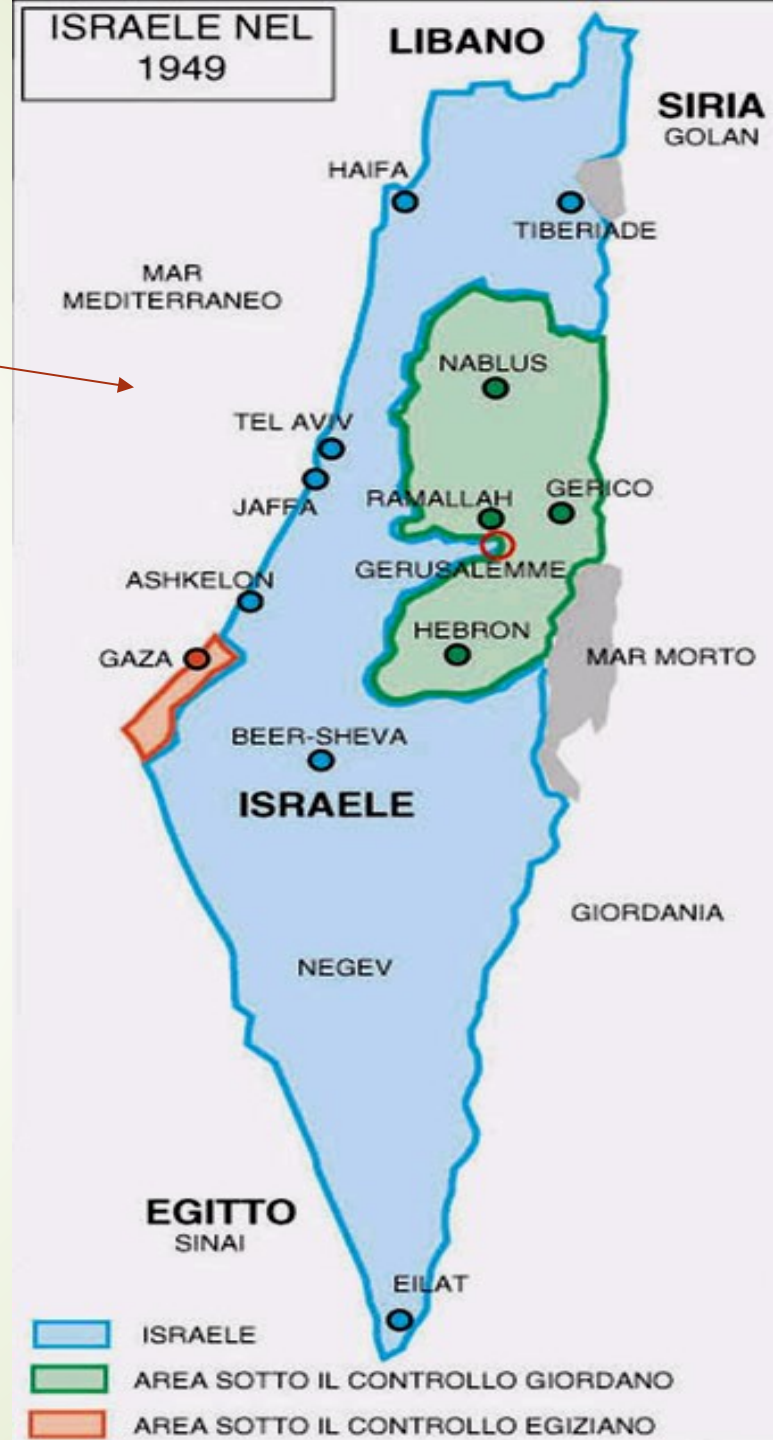 ISRAELE NEL
1949
LIBANO
SIRIA
GOLAN
HAIFA
TIBERIADE
MAR
MEDITERRANEO
NABLUS
TEL AVIV
JAFFA
RAMALLAH
GERICO
GERUSALEMME
ASHKELON
HEBRON
GAZA
MAR MORTO
BEER-SHEVA
ISRAELE
GIORDANIA
NEGEV
EGITTO
SINAI
EILAT
ISRAELE
AREA SOTTO IL CONTROLLO GIORDANO
AREA SOTTO IL CONTROLLO EGIZIANO